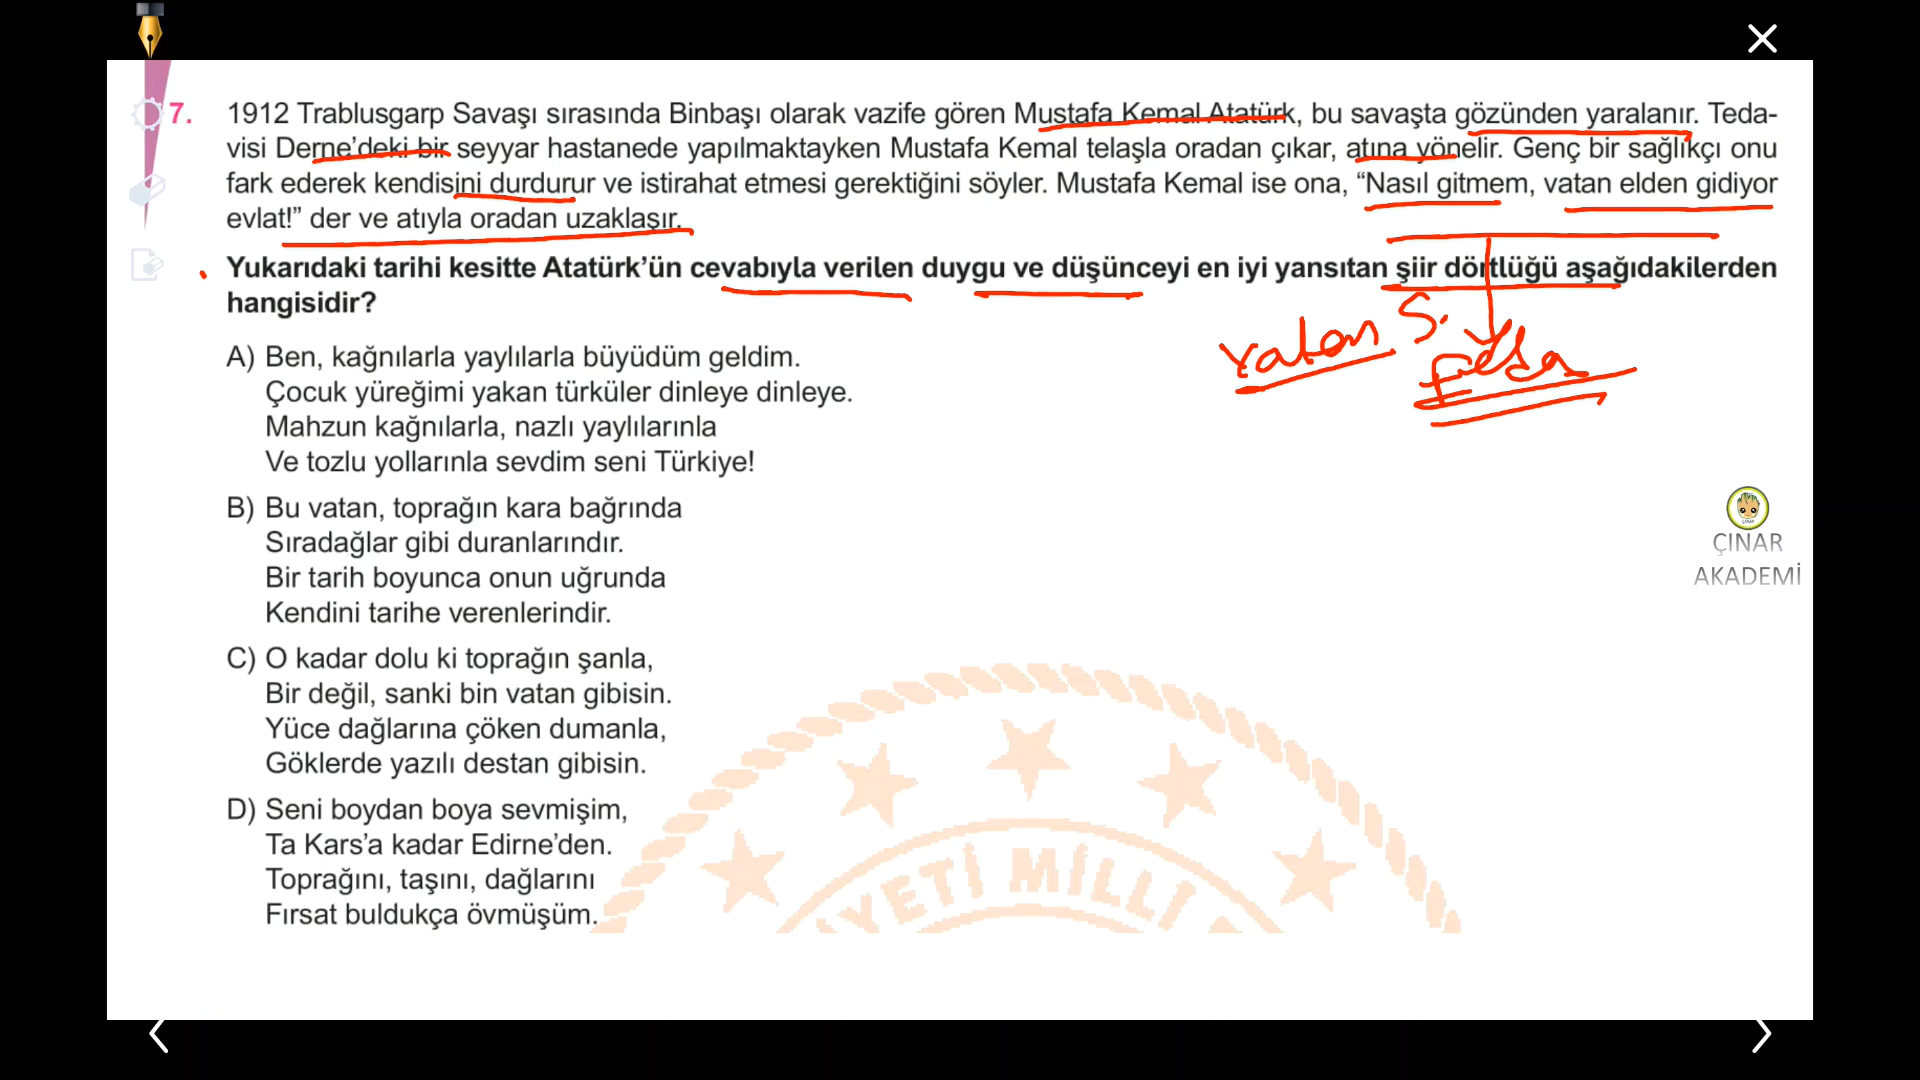 7. 1912 Trablusgarp Savaşı sırasında Binbaşı olarak vazife gören Mustafa Kemal Atatürk, bu savaşta gözünden yaralanır. Teda-
visi Derne’deki bir seyyar hastanede yapılmaktayken Mustafa Kemal telaşla oradan çıkar, atına yönelir. Genç bir sağlıkçı onu
fark ederek kendisini durdurur ve istirahat etmesi gerektiğini söyler. Mustafa Kemal ise ona, “Nasıl gitmem, vatan elden gidiyor
evlat!” der ve atıyla oradan uzaklaşır.
Yukarıdaki tarihi kesitte Atatürk’ün cevabıyla verilen duygu ve düşünceyi en iyi yansıtan şiir dörtlüğü aşağıdakilerden
hangisidir?
vatan S.
feda
A) Ben, kağnılarla yaylılarla büyüdüm geldim.
Çocuk yüreğimi yakan türküler dinleye dinleye.
Mahzun kağnılarla, nazlı yaylılarınla
Ve tozlu yollarınla sevdim seni Türkiye!
B) Bu vatan, toprağın kara bağrında
Sıradağlar gibi duranlarındır.
Bir tarih boyunca onun uğrunda
Kendini tarihe verenlerindir.
ÇINAR
AKADEMİ
C) O kadar dolu ki toprağın şanla,
Bir değil, sanki bin vatan gibisin.
Yüce dağlarına çöken dumanla,
Göklerde yazılı destan gibisin.
D) Seni boydan boya sevmişim,
Ta Kars’a kadar Edirne’den.
Toprağını, taşını, dağlarını
Fırsat buldukça övmüşüm.
İYETİ MİLLİ